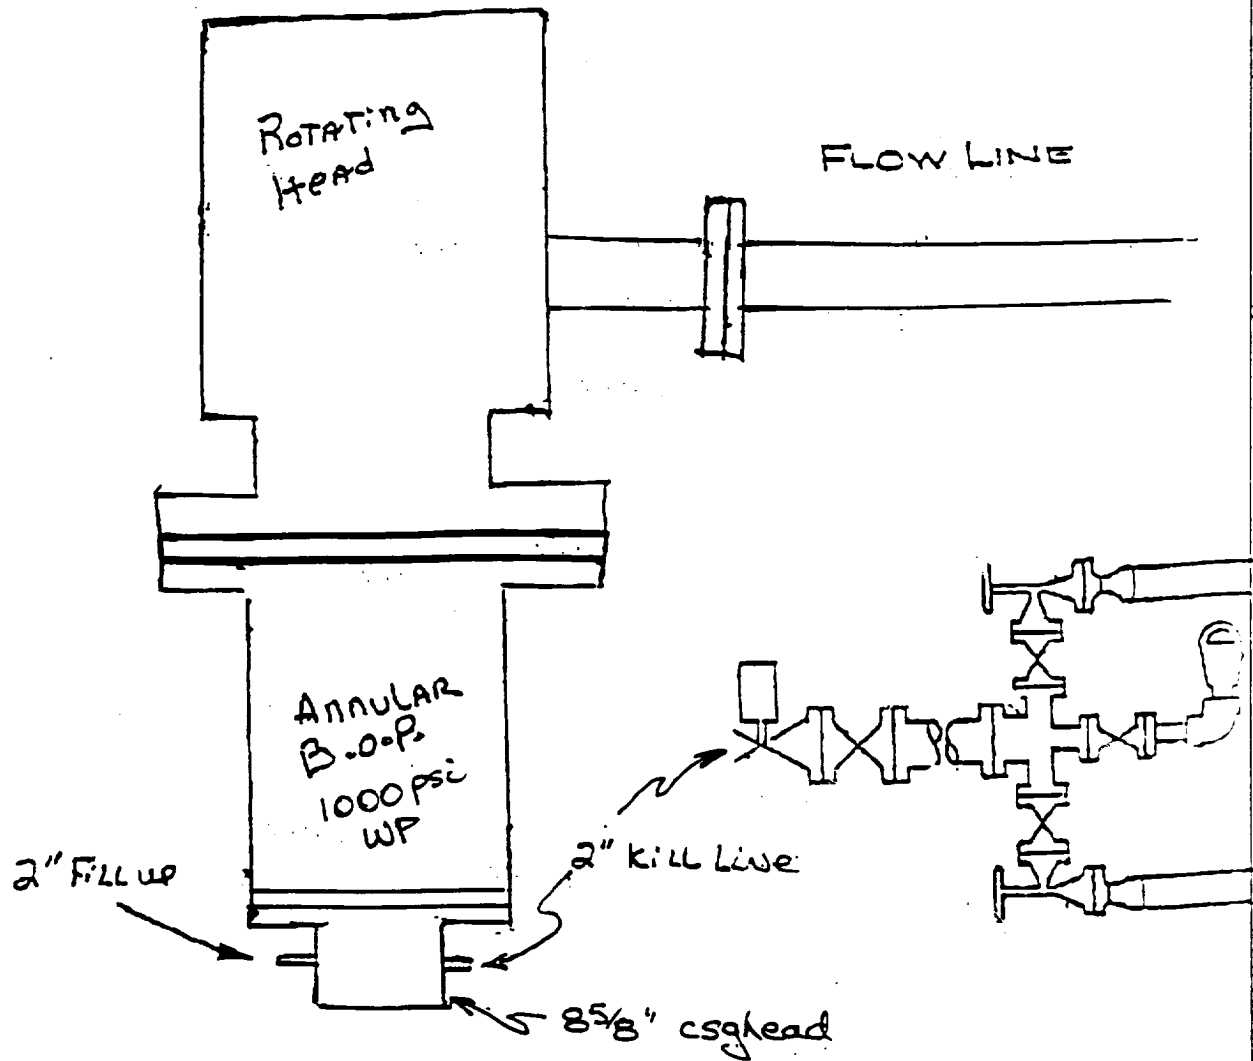 ROTATING
HEAD
FLOW LINE
ANNULAR
B.O.P.
1000 psi
WP
2" FILL up
2" KILL LINE
8 5/8" csghead